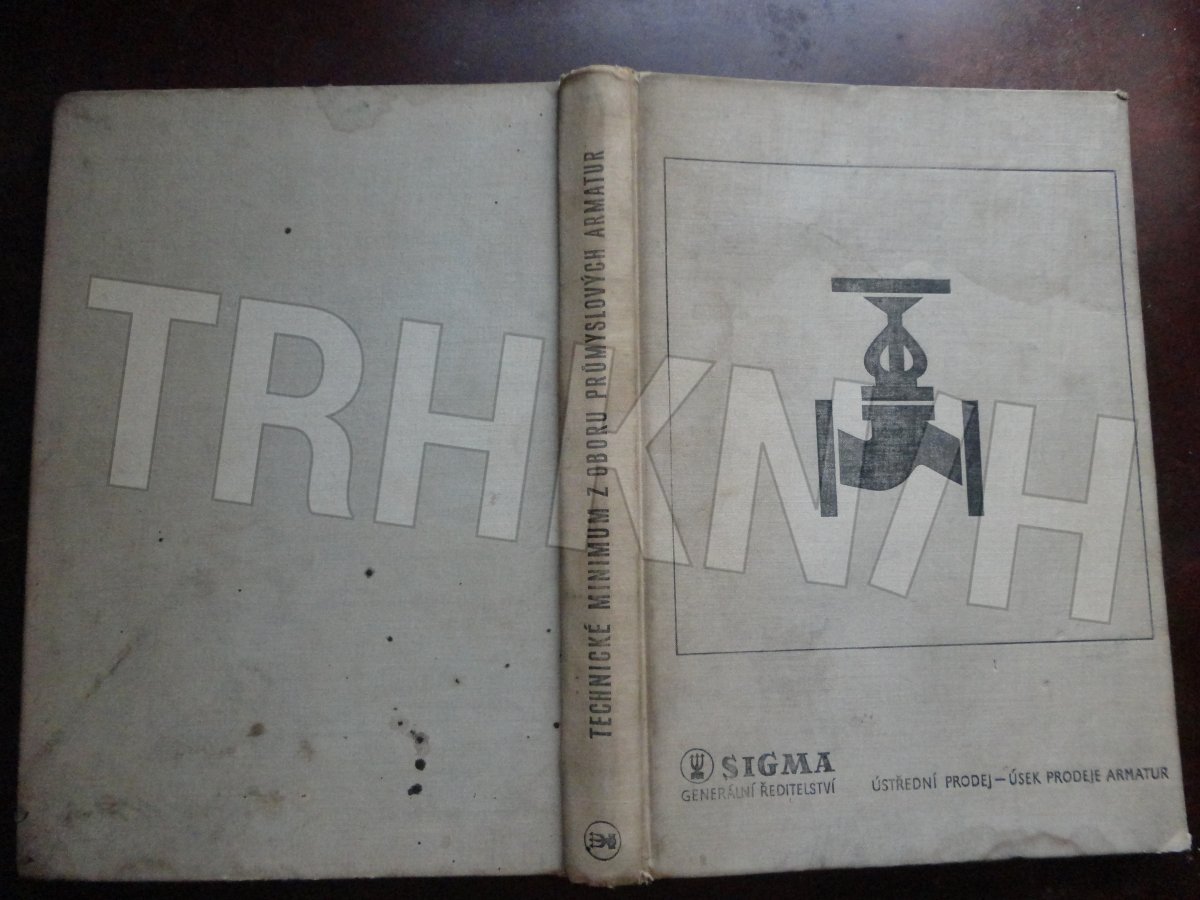 TRHKNIH
TECHNICKÉ MINIMUM Z OBORU PRŮMYSLOVÝCH ARMATUR
SIGMA
GENERÁLNÍ ŘEDITELSTVÍ
ÚSTŘEDNÍ PRODEJ — ÚSEK PRODEJE ARMATUR